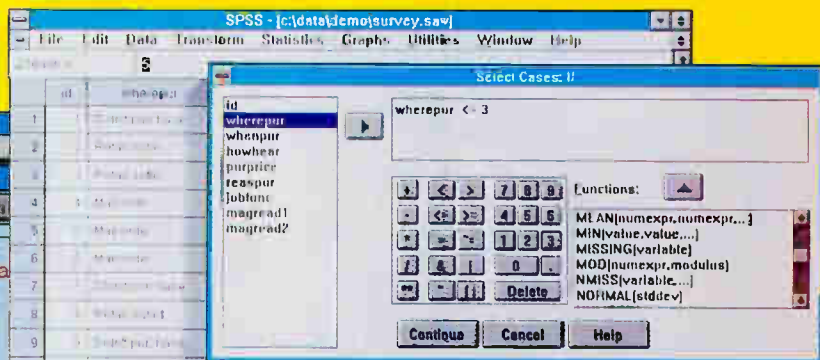 SPSS - [c:\data\demo\survey.saw]
File Edit Data Transform Statistics Graphs Utilities Window Help
id wherepur
1
2
3
4
5
6
7
8
9
Select Cases: If
id
wherepur
whenpur
howhear
purprice
reaspur
jobfunc
magread1
magread2
wherepur <= 3
+ < > 7 8 9
- <= >= 4 5 6
* = ~= 1 2 3
/ & | 0 .
** ~ () Delete
Functions:
MEAN(numexpr,numexpr,...)
MIN(value,value,...)
MISSING(variable)
MOD(numexpr,modulus)
NMISS(variable,...)
NORMAL(stddev)
Continue Cancel Help